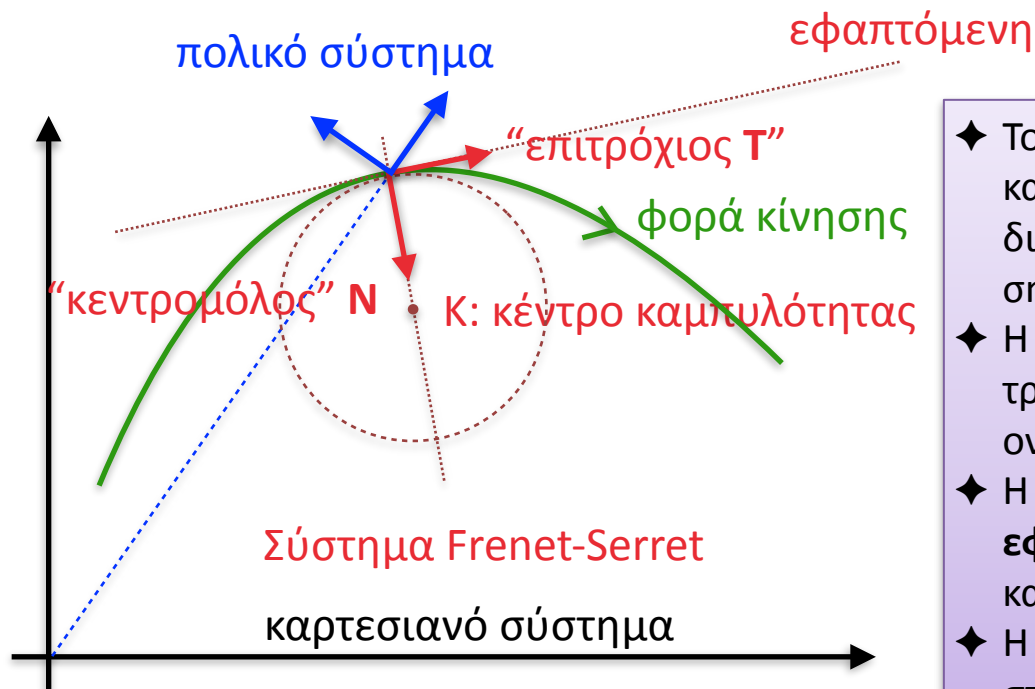 πολικό σύστημα
εφαπτόμενη
“επιτρόχιος Τ”
φορά κίνησης
“κεντρομόλος” Ν
Κ: κέντρο καμπυλότητας
Σύστημα Frenet-Serret
καρτεσιανό σύστημα
Η
Η
Η